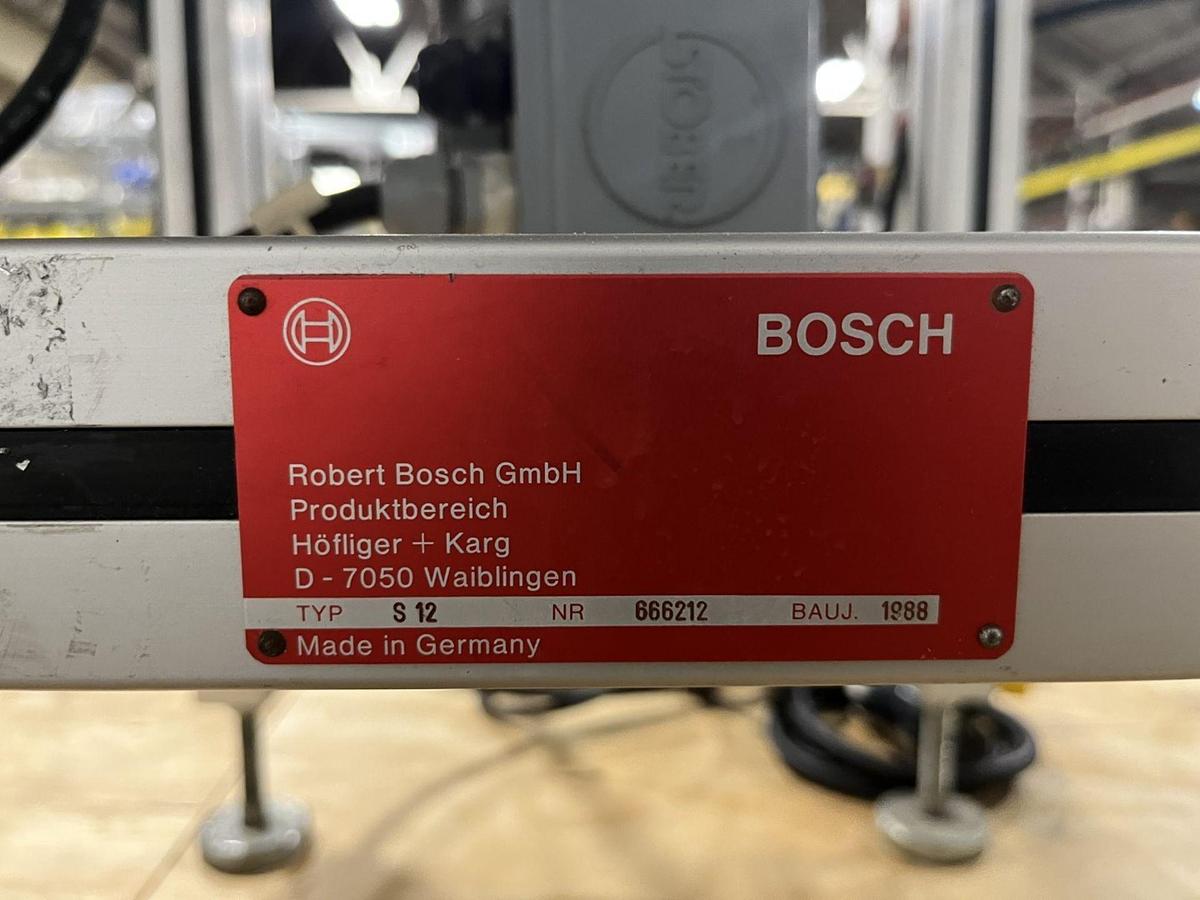 BOSCH
Robert Bosch GmbH
Produktbereich
Höfliger + Karg
D - 7050 Waiblingen
TYP S 12 NR 666212 BAUJ. 1988
Made in Germany